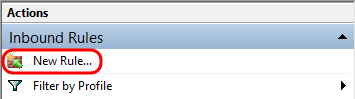 Actions
Inbound Rules
New Rule...
Filter by Profile